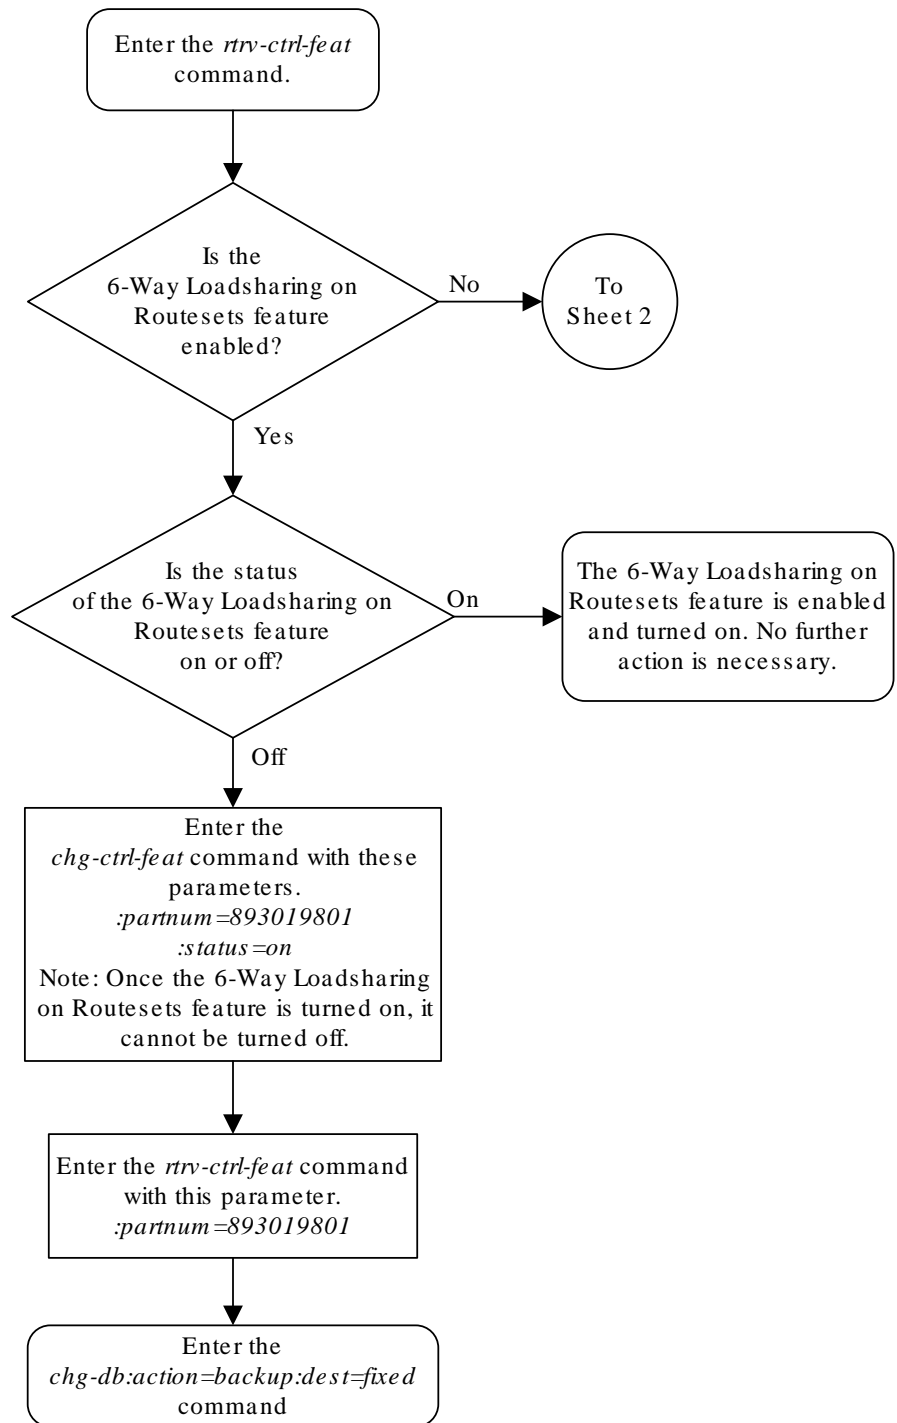 Enter the rtrv-ctrl-feat
command.
Is the
6-Way Loadsharing on
Routesets feature
enabled?
No
To
Sheet 2
Yes
Is the status
of the 6-Way Loadsharing on
Routesets feature
on or off?
On
The 6-Way Loadsharing on
Routesets feature is enabled
and turned on. No further
action is necessary.
Off
Enter the
chg-ctrl-feat command with these
parameters.
:partnum=893019801
:status=on
Note: Once the 6-Way Loadsharing
on Routesets feature is turned on, it
cannot be turned off.
Enter the rtrv-ctrl-feat command
with this parameter.
:partnum=893019801
Enter the
chg-db:action=backup:dest=fixed
command